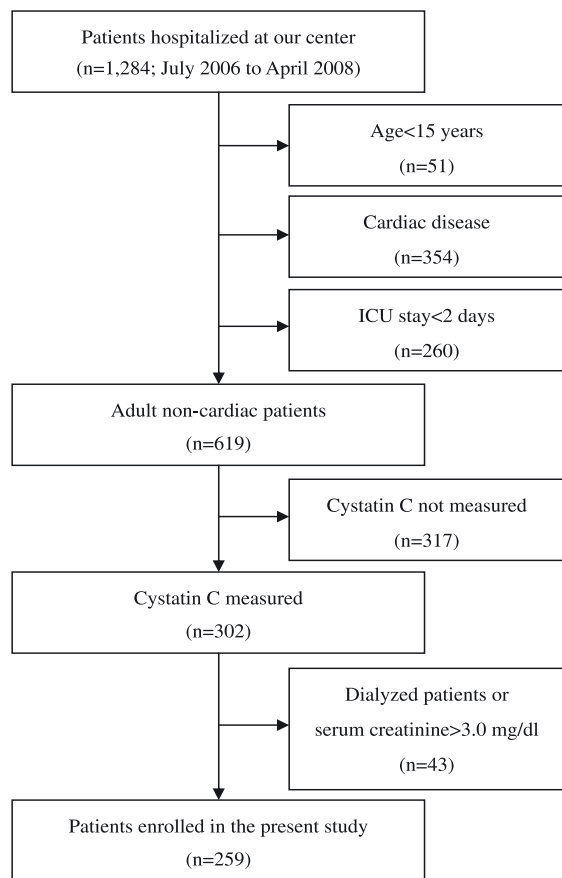 Patients hospitalized at our center
(n=1,284; July 2006 to April 2008)
Age<15 years
(n=51)
Cardiac disease
(n=354)
ICU stay<2 days
(n=260)
Adult non-cardiac patients
(n=619)
Cystatin C not measured
(n=317)
Cystatin C measured
(n=302)
Dialyzed patients or
serum creatinine>3.0 mg/dl
(n=43)
Patients enrolled in the present study
(n=259)